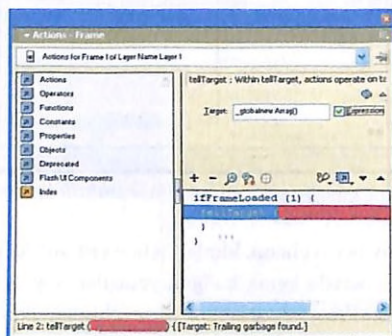 Actions - Frame
Actions for Frame 1 of Layer Name Layer 1
Actions
Operators
Functions
Constants
Properties
Objects
Deprecated
Flash UI Components
Index
tellTarget : Within tellTarget, actions operate on ta
Target: _globalnew Array()
Expression
ifFrameLoaded (1) {
tellTarget
}
}
Line 2: tellTarget ( ) { [Target: Trailing garbage found.]